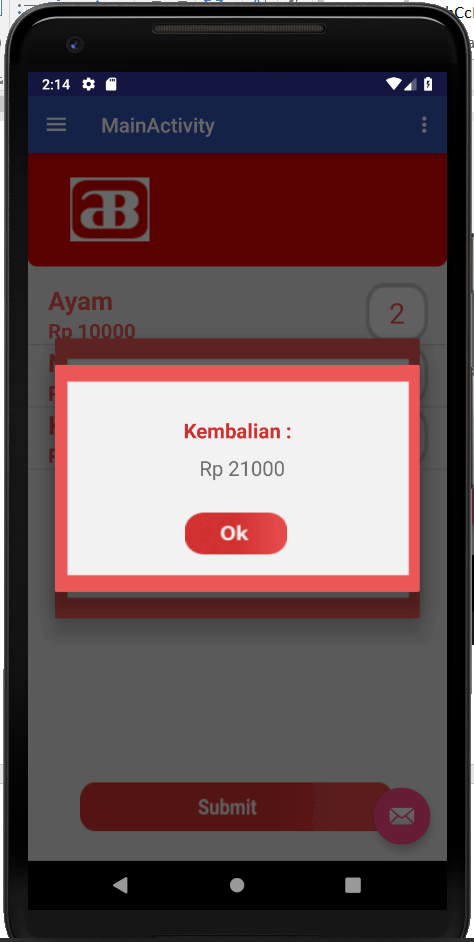 2:14
MainActivity
aB
Ayam
2
Rp 10000
Kembalian :
Rp 21000
Ok
Submit